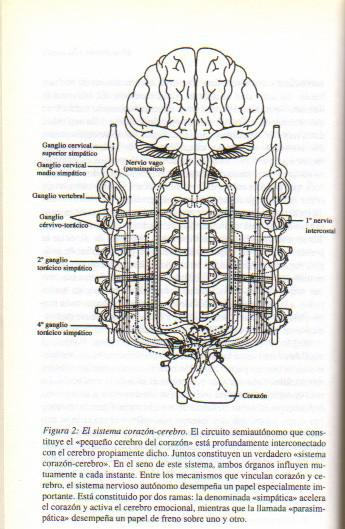 Ganglio cervical
superior simpático
Ganglio cervical
medio simpático
Nervio vago
(parasimpático)
Ganglio vertebral
Ganglio
cérvivo-torácico
1º nervio
intercostal
2º ganglio
torácico simpático
4º ganglio
torácico simpático
Corazón
Figura 2: El sistema corazón-cerebro. El circuito semiautónomo que cons-
tituye el «pequeño cerebro del corazón» está profundamente interconectado
con el cerebro propiamente dicho. Juntos constituyen un verdadero «sistema
corazón-cerebro». En el seno de este sistema, ambos órganos influyen mu-
tuamente a cada instante. Entre los mecanismos que vinculan corazón y ce-
rebro, el sistema nervioso autónomo desempeña un papel especialmente im-
portante. Está constituido por dos ramas: la denominada «simpática» acelera
el corazón y activa el cerebro emocional, mientras que la llamada «parasim-
pática» desempeña un papel de freno sobre uno y otro.